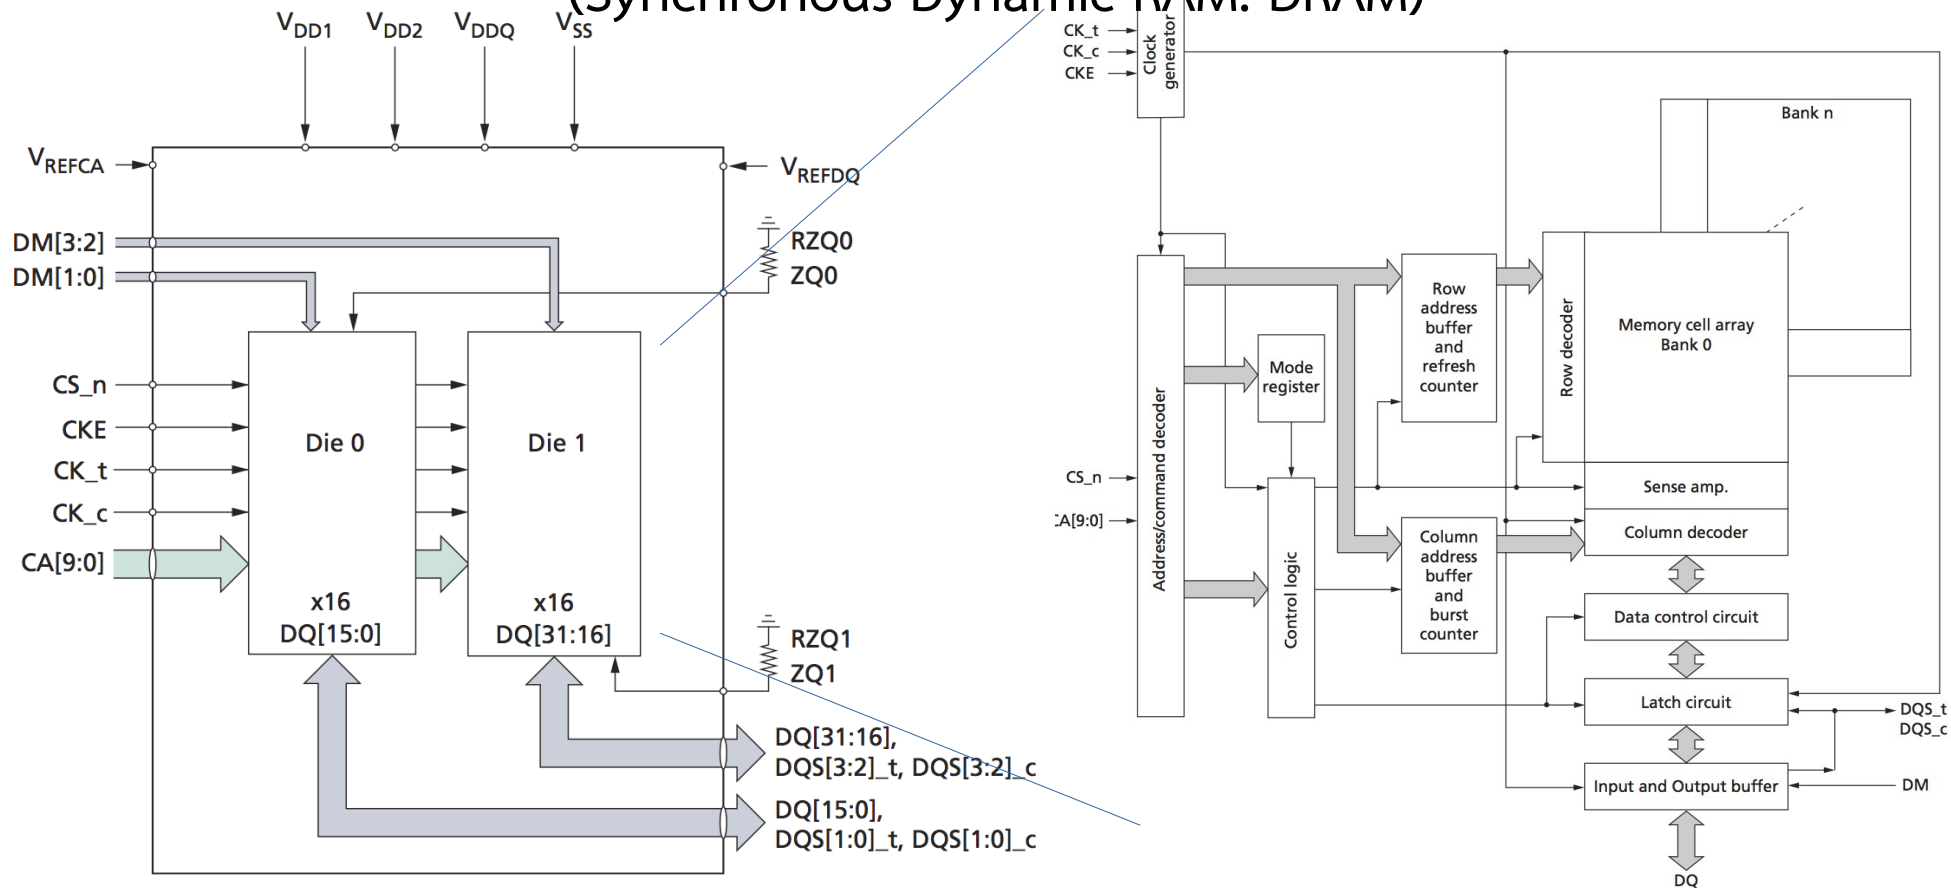 (Synchronous Dynamic RAM: DRAM)
VDD1 VDD2 VDDQ VSS
VREFCA
VREFDQ
DM[3:2]
DM[1:0]
RZQ0
ZQ0
CS_n
CKE
CK_t
CK_c
CA[9:0]
Die 0
x16
DQ[15:0]
Die 1
x16
DQ[31:16]
RZQ1
ZQ1
DQ[31:16],
DQS[3:2]_t, DQS[3:2]_c
DQ[15:0],
DQS[1:0]_t, DQS[1:0]_c
CK_t
CK_c
CKE
Clock
generator
Bank n
CS_n
CA[9:0]
Address/command decoder
Mode
register
Control logic
Row
address
buffer
and
refresh
counter
Row decoder
Memory cell array
Bank 0
Sense amp.
Column decoder
Column
address
buffer
and
burst
counter
Data control circuit
Latch circuit
DQS_t
DQS_c
Input and Output buffer
DM
DQ